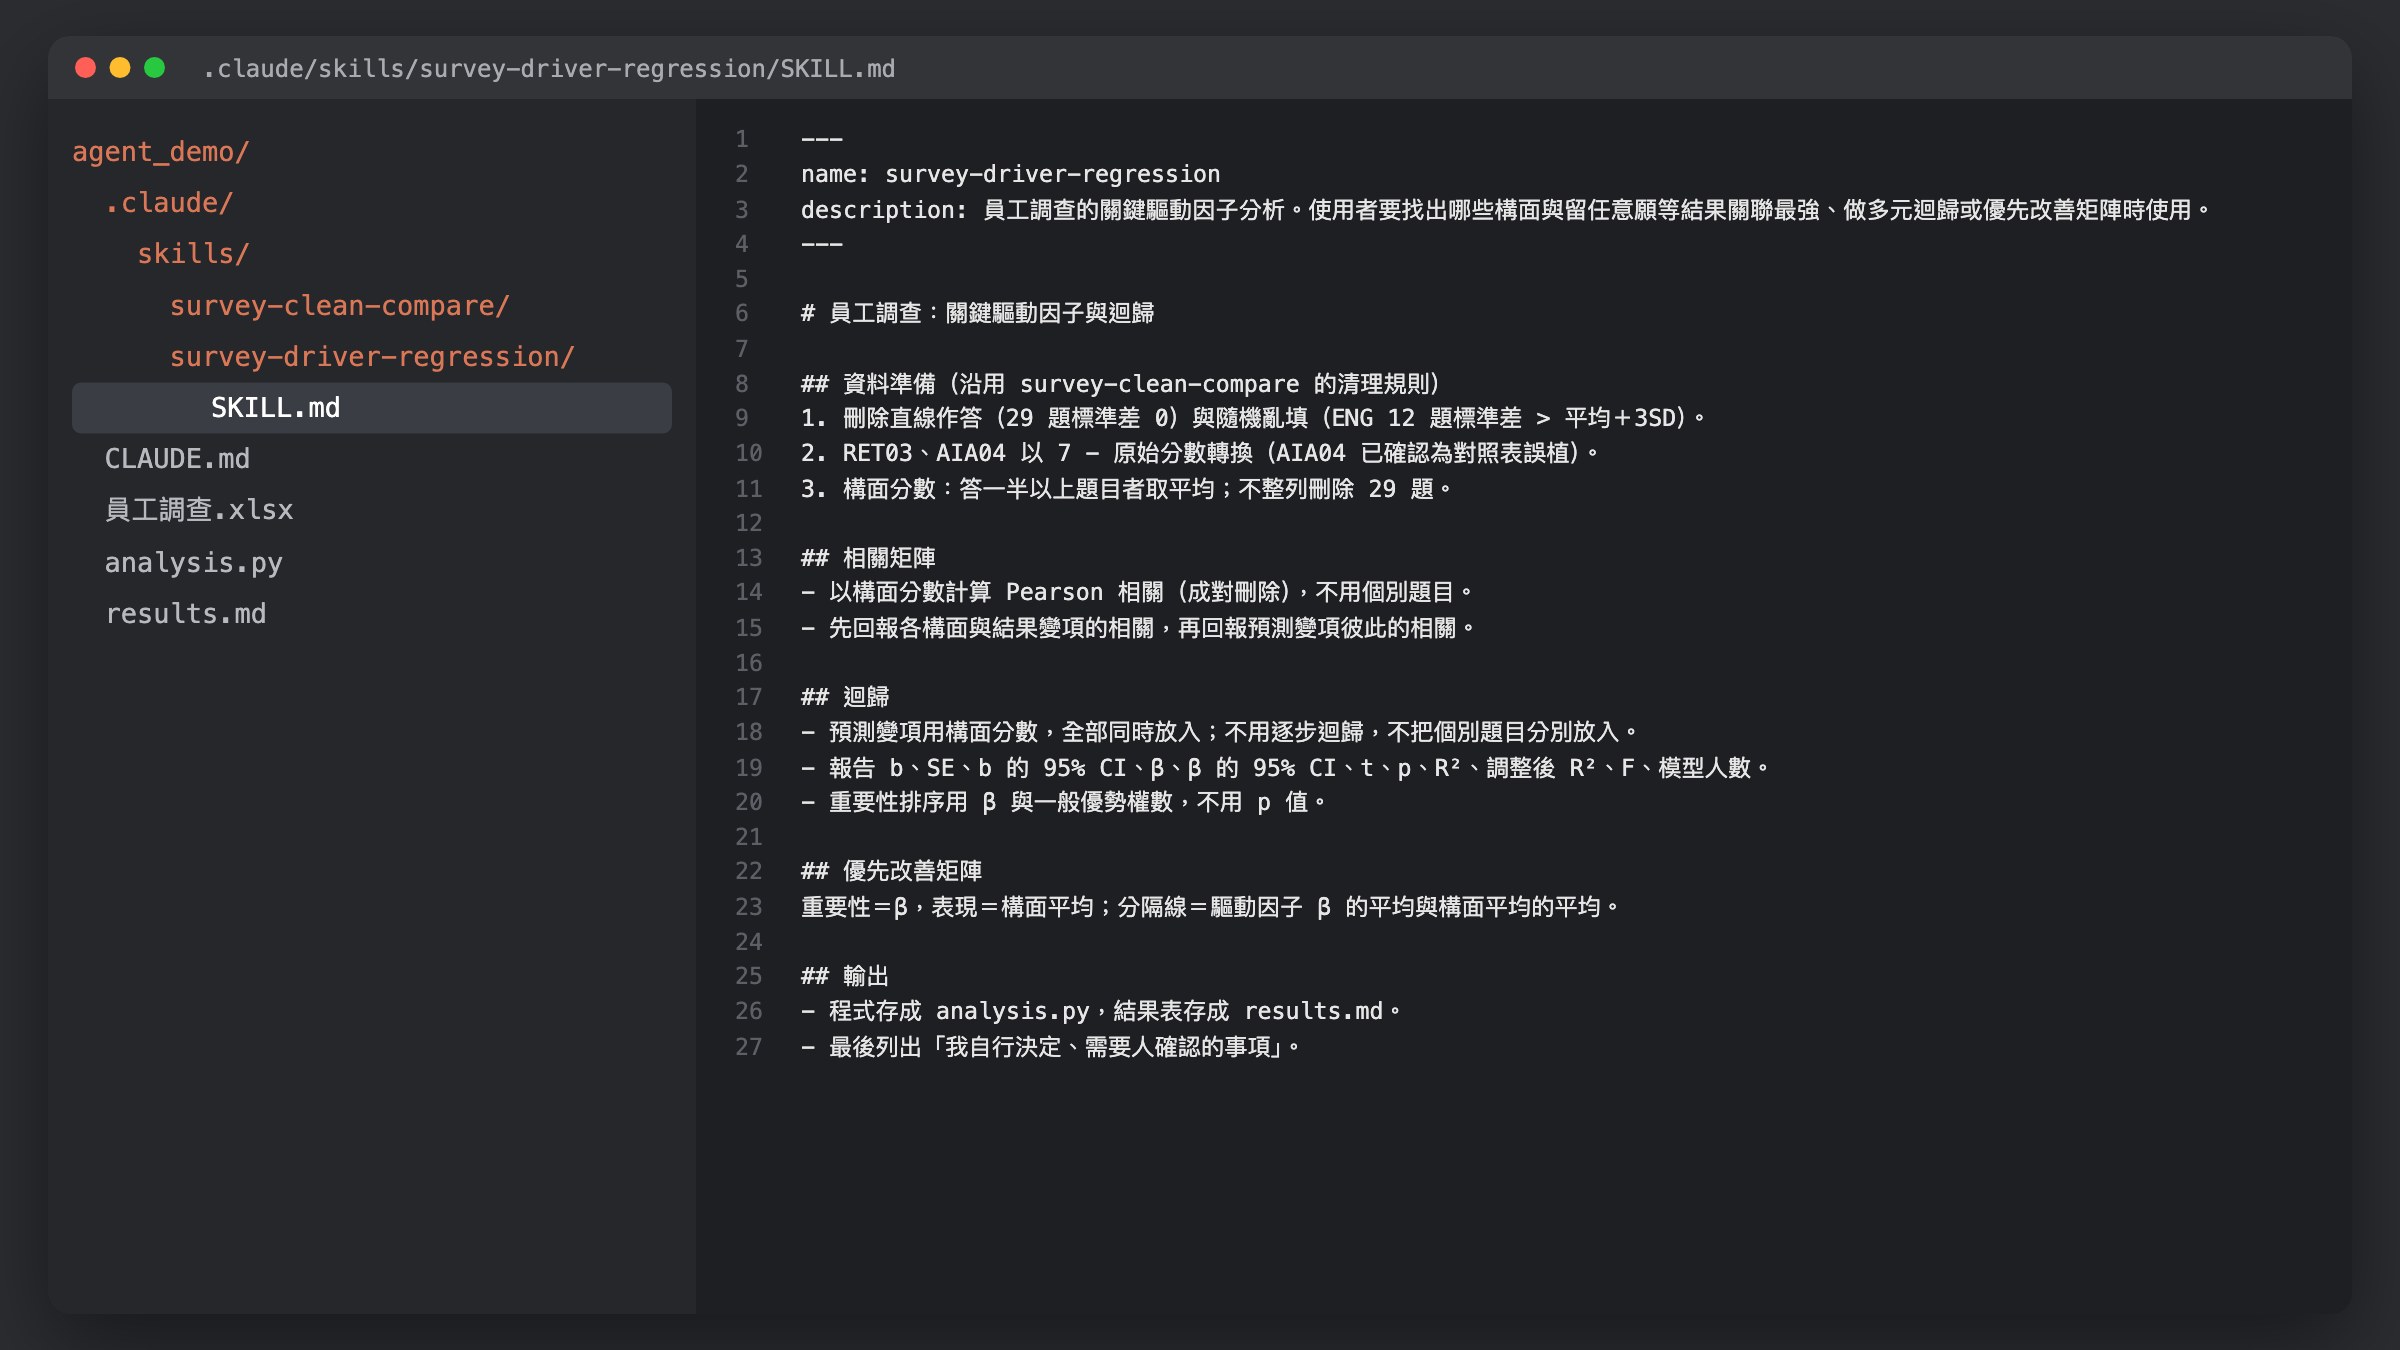 .claude/skills/survey-driver-regression/SKILL.md
agent_demo/
.claude/
skills/
survey-clean-compare/
survey-driver-regression/
SKILL.md
CLAUDE.md
員工調查.xlsx
analysis.py
results.md
1 ---
2 name: survey-driver-regression
3 description: 員工調查的關鍵驅動因子分析。使用者要找出哪些構面與留任意願等結果關聯最強、做多元迴歸或優先改善矩陣時使用。
4 ---
5
6 # 員工調查：關鍵驅動因子與迴歸
7
8 ## 資料準備（沿用 survey-clean-compare 的清理規則）
9 1. 刪除直線作答（29 題標準差 0）與隨機亂填（ENG 12 題標準差 > 平均＋3SD）。
10 2. RET03、AIA04 以 7 - 原始分數轉換（AIA04 已確認為對照表誤植）。
11 3. 構面分數：答一半以上題目者取平均；不整列刪除 29 題。
12
13 ## 相關矩陣
14 - 以構面分數計算 Pearson 相關（成對刪除），不用個別題目。
15 - 先回報各構面與結果變項的相關，再回報預測變項彼此的相關。
16
17 ## 迴歸
18 - 預測變項用構面分數，全部同時放入；不用逐步迴歸，不把個別題目分別放入。
19 - 報告 b、SE、b 的 95% CI、β、β 的 95% CI、t、p、R²、調整後 R²、F、模型人數。
20 - 重要性排序用 β 與一般優勢權數，不用 p 值。
21
22 ## 優先改善矩陣
23 重要性＝β，表現＝構面平均；分隔線＝驅動因子 β 的平均與構面平均的平均。
24
25 ## 輸出
26 - 程式存成 analysis.py，結果表存成 results.md。
27 - 最後列出「我自行決定、需要人確認的事項」。